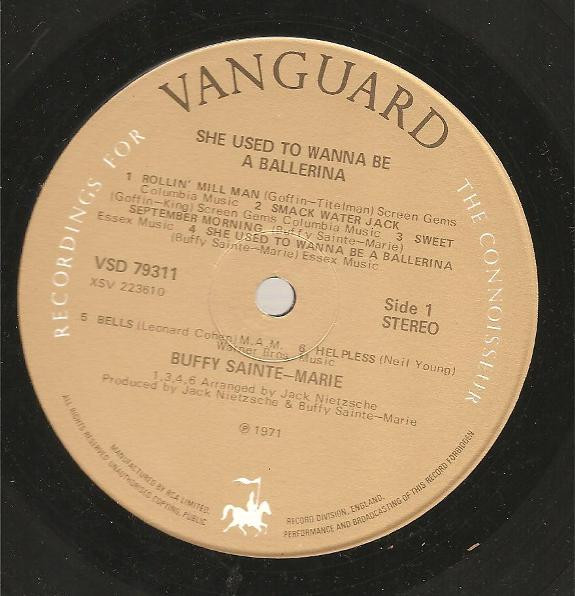 VANGUARD
RECORDINGS FOR THE CONNOISSEUR
SHE USED TO WANNA BE
A BALLERINA
1 ROLLIN' MILL MAN (Goffin-Titelman) Screen Gems
Columbia Music 2 SMACK WATER JACK
(Goffin-King) Screen Gems Columbia Music 3 SWEET
SEPTEMBER MORNING (Buffy Sainte-Marie)
Essex Music 4 SHE USED TO WANNA BE A BALLERINA
(Buffy Sainte-Marie) Essex Music
VSD 79311
XSV 223610
Side 1
STEREO
5 BELLS (Leonard Cohen) M.A.M. 6 HELPLESS (Neil Young)
Warner Bros. Music
BUFFY SAINTE-MARIE
1,3,4,6 Arranged by Jack Nietzsche
Produced by Jack Nietzsche & Buffy Sainte-Marie
℗ 1971
MANUFACTURED BY RCA LIMITED, RECORD DIVISION, ENGLAND.
ALL RIGHTS RESERVED UNAUTHORISED COPYING, PUBLIC PERFORMANCE AND BROADCASTING OF THIS RECORD FORBIDDEN